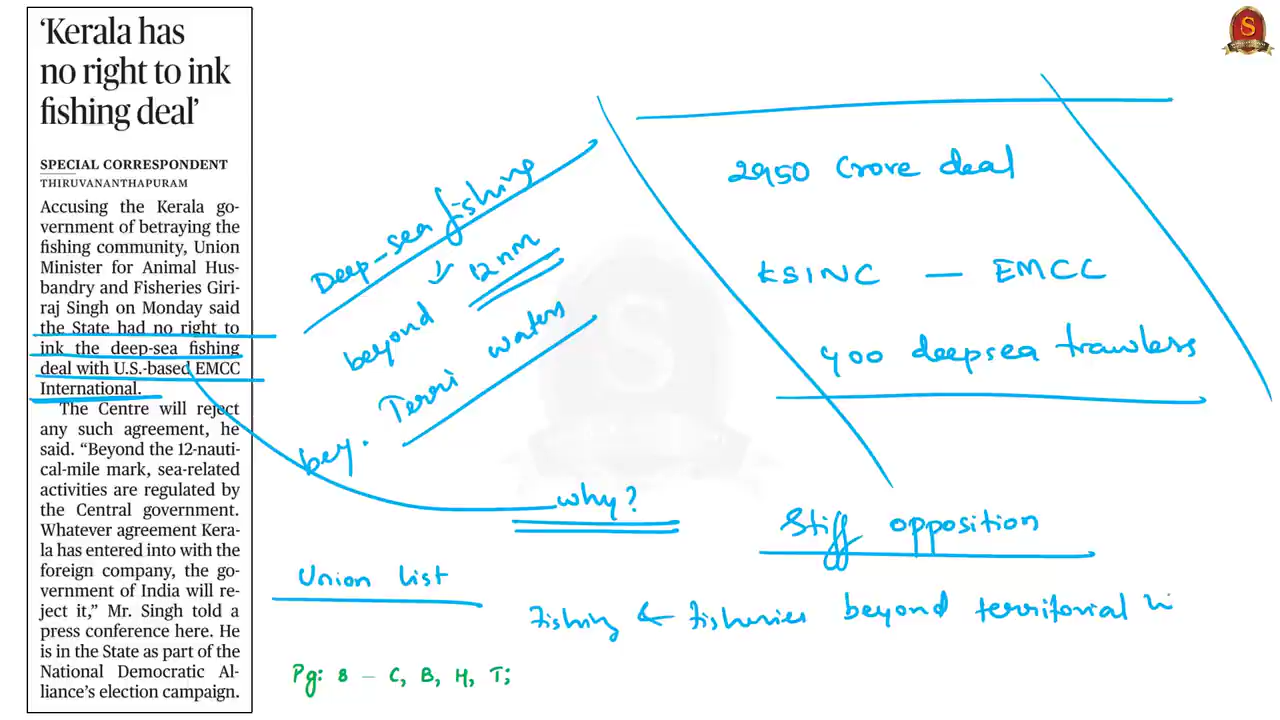 ‘Kerala has
no right to ink
fishing deal’
SPECIAL CORRESPONDENT
THIRUVANANTHAPURAM
Accusing the Kerala go-
vernment of betraying the
fishing community, Union
Minister for Animal Hus-
bandry and Fisheries Giri-
raj Singh on Monday said
the State had no right to
ink the deep-sea fishing
deal with U.S.-based EMCC
International.
The Centre will reject
any such agreement, he
said. “Beyond the 12-nauti-
cal-mile mark, sea-related
activities are regulated by
the Central government.
Whatever agreement Kera-
la has entered into with the
foreign company, the go-
vernment of India will re-
ject it,” Mr. Singh told a
press conference here. He
is in the State as part of the
National Democratic Al-
liance’s election campaign.
Deep-sea fishing
beyond 12nm
bey. Terri waters
2950 Crore deal
KSINC — EMCC
400 deepsea trawlers
why?
Stiff opposition
Union list
Fishing & fisheries beyond territorial
Pg: 8 – C, B, H, T;
S